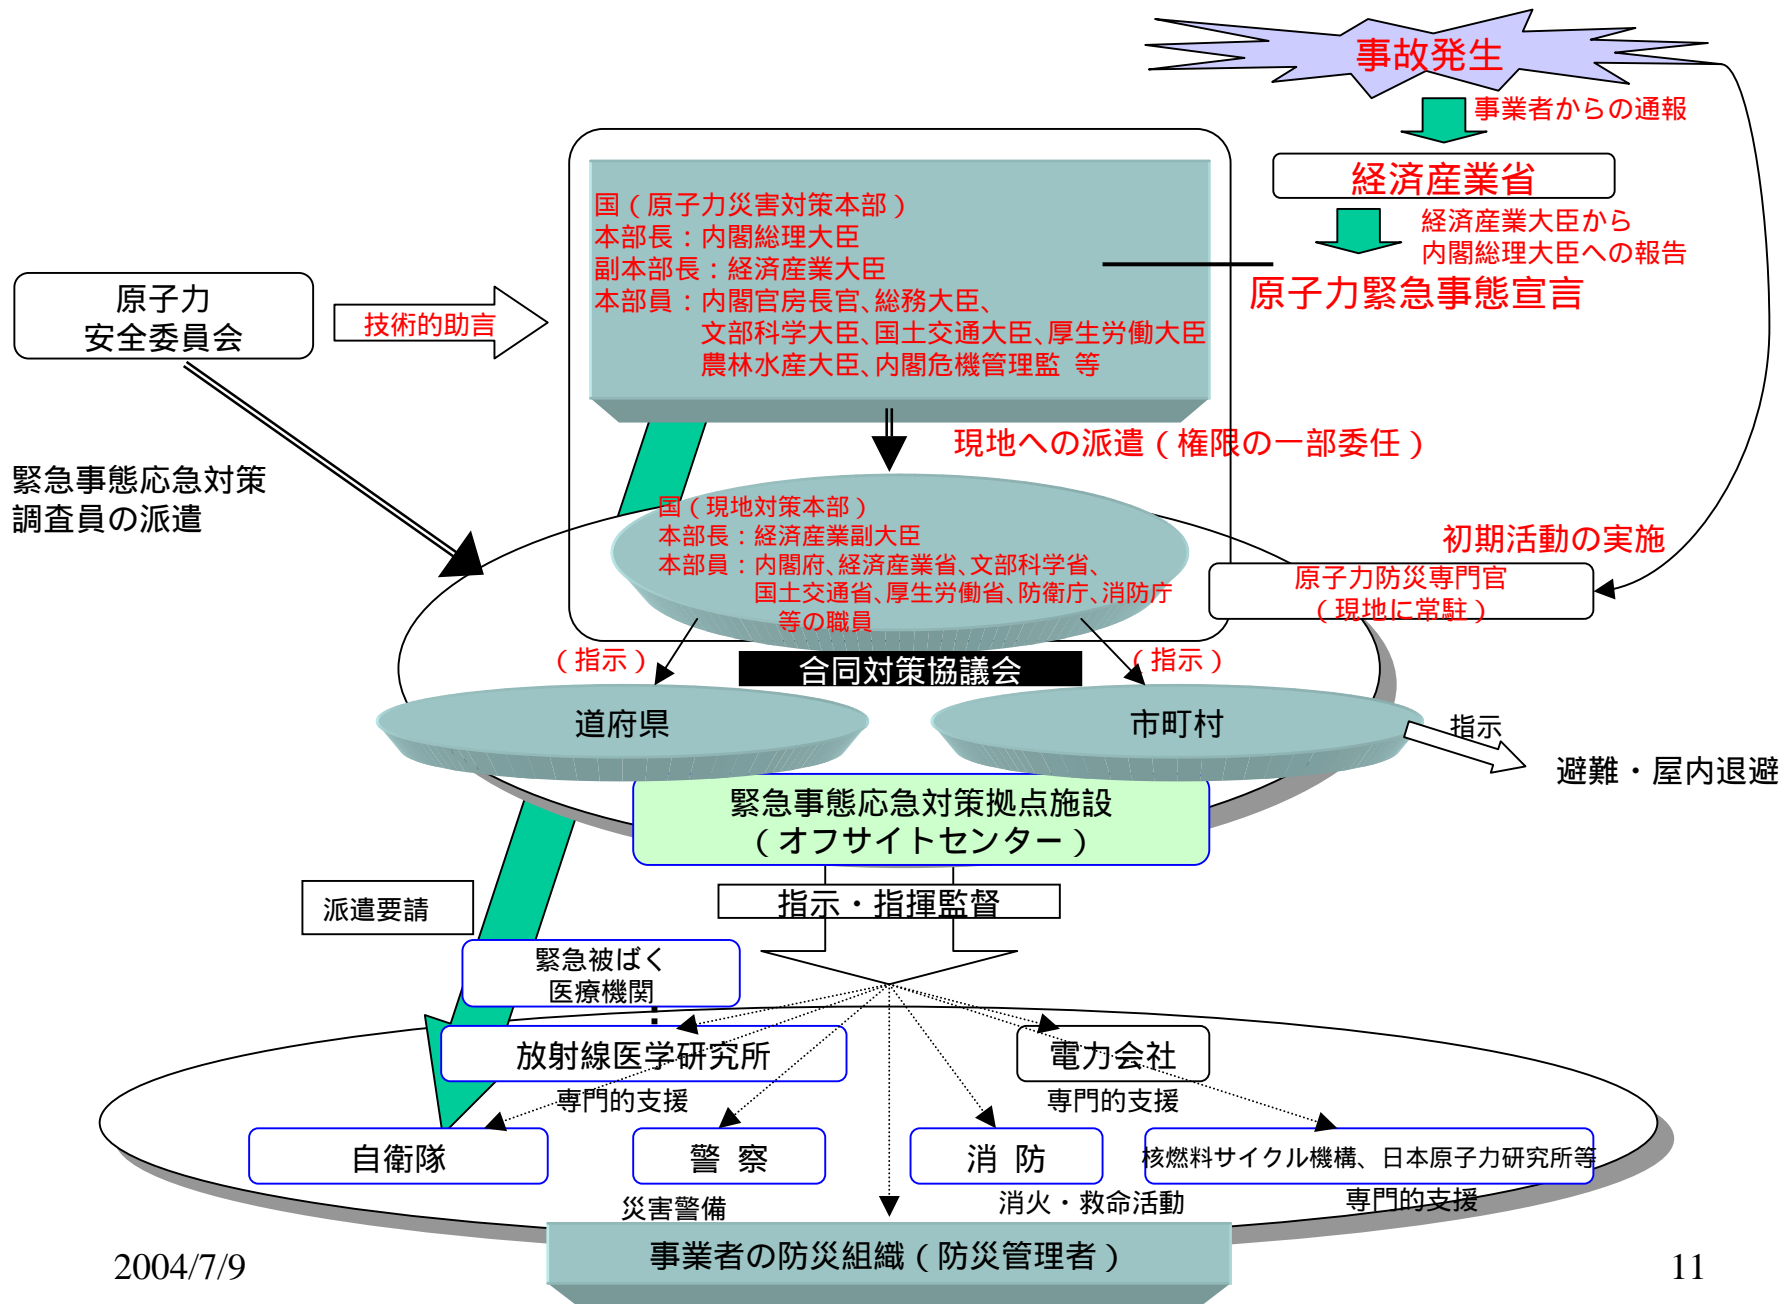 事故発生
事業者からの通報
経済産業省
経済産業大臣から
内閣総理大臣への報告
原子力緊急事態宣言
国(原子力災害対策本部)
本部長:内閣総理大臣
副本部長:経済産業大臣
本部員:内閣官房長官、総務大臣、
文部科学大臣、国土交通大臣、厚生労働大臣
農林水産大臣、内閣危機管理監 等
原子力
安全委員会
技術的助言
現地への派遣(権限の一部委任)
緊急事態応急対策
調査員の派遣
国(現地対策本部)
本部長:経済産業副大臣
本部員:内閣府、経済産業省、文部科学省、
国土交通省、厚生労働省、防衛庁、消防庁
等の職員
初期活動の実施
原子力防災専門官
(現地に常駐)
(指示)
合同対策協議会
(指示)
道府県
市町村
指示
避難・屋内退避
緊急事態応急対策拠点施設
(オフサイトセンター)
派遣要請
指示・指揮監督
緊急被ばく
医療機関
放射線医学研究所
専門的支援
電力会社
専門的支援
自衛隊
警 察
災害警備
消 防
消火・救命活動
核燃料サイクル機構、日本原子力研究所等
専門的支援
事業者の防災組織(防災管理者)
2004/7/9
11